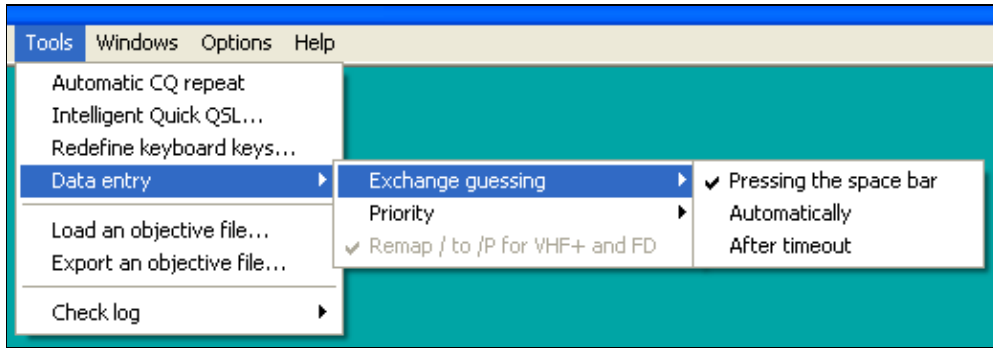 Tools Windows Options Help
Automatic CQ repeat
Intelligent Quick QSL...
Redefine keyboard keys...
Data entry
Load an objective file...
Export an objective file...
Check log
Exchange guessing
Priority
Remap / to /P for VHF+ and FD
Pressing the space bar
Automatically
After timeout